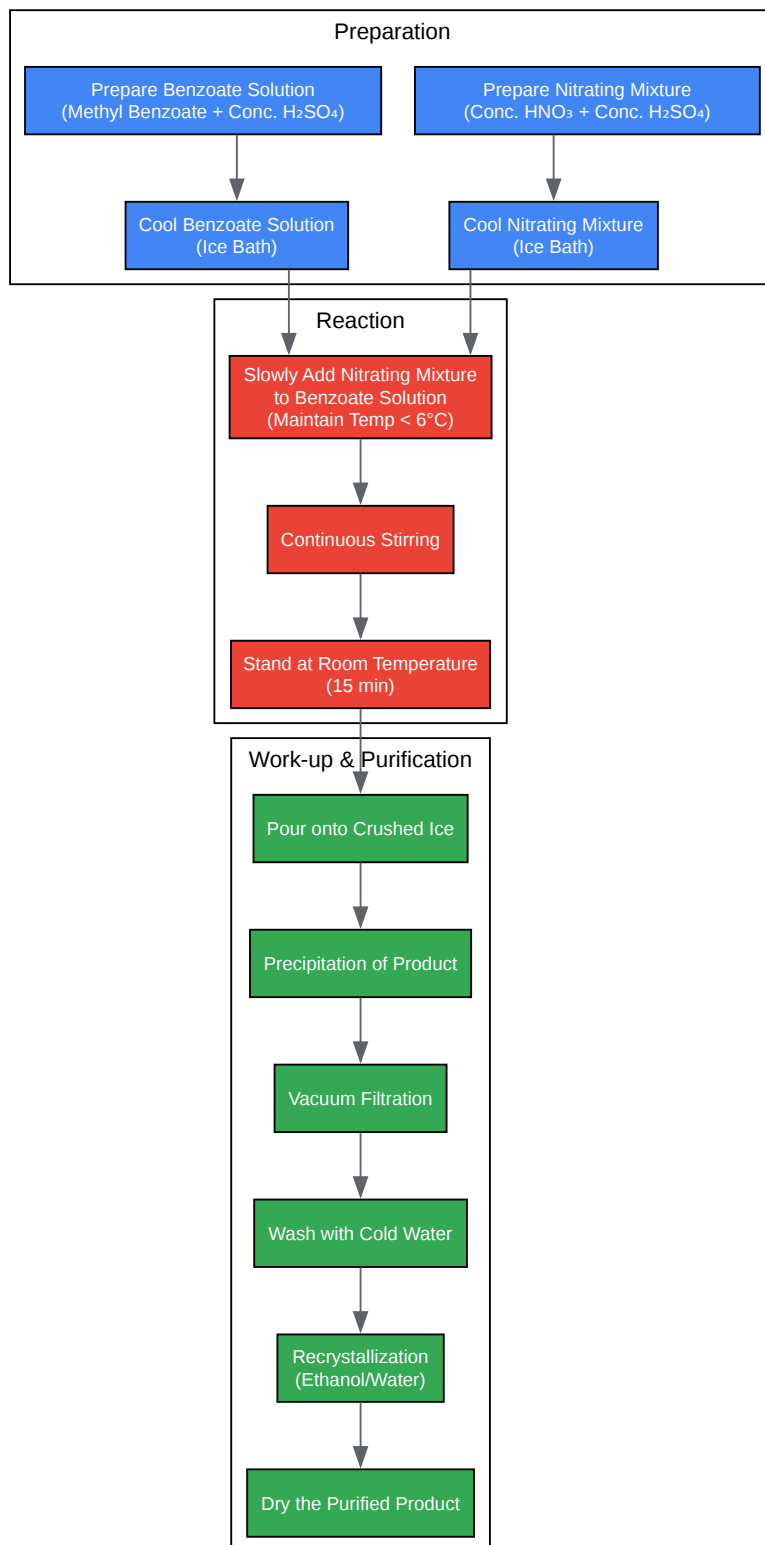 Preparation
Prepare Benzoate Solution
(Methyl Benzoate + Conc. H₂SO₄)
Prepare Nitrating Mixture
(Conc. HNO₃ + Conc. H₂SO₄)
Cool Benzoate Solution
(Ice Bath)
Cool Nitrating Mixture
(Ice Bath)
Reaction
Slowly Add Nitrating Mixture
to Benzoate Solution
(Maintain Temp < 6°C)
Continuous Stirring
Stand at Room Temperature
(15 min)
Work-up & Purification
Pour onto Crushed Ice
Precipitation of Product
Vacuum Filtration
Wash with Cold Water
Recrystallization
(Ethanol/Water)
Dry the Purified Product